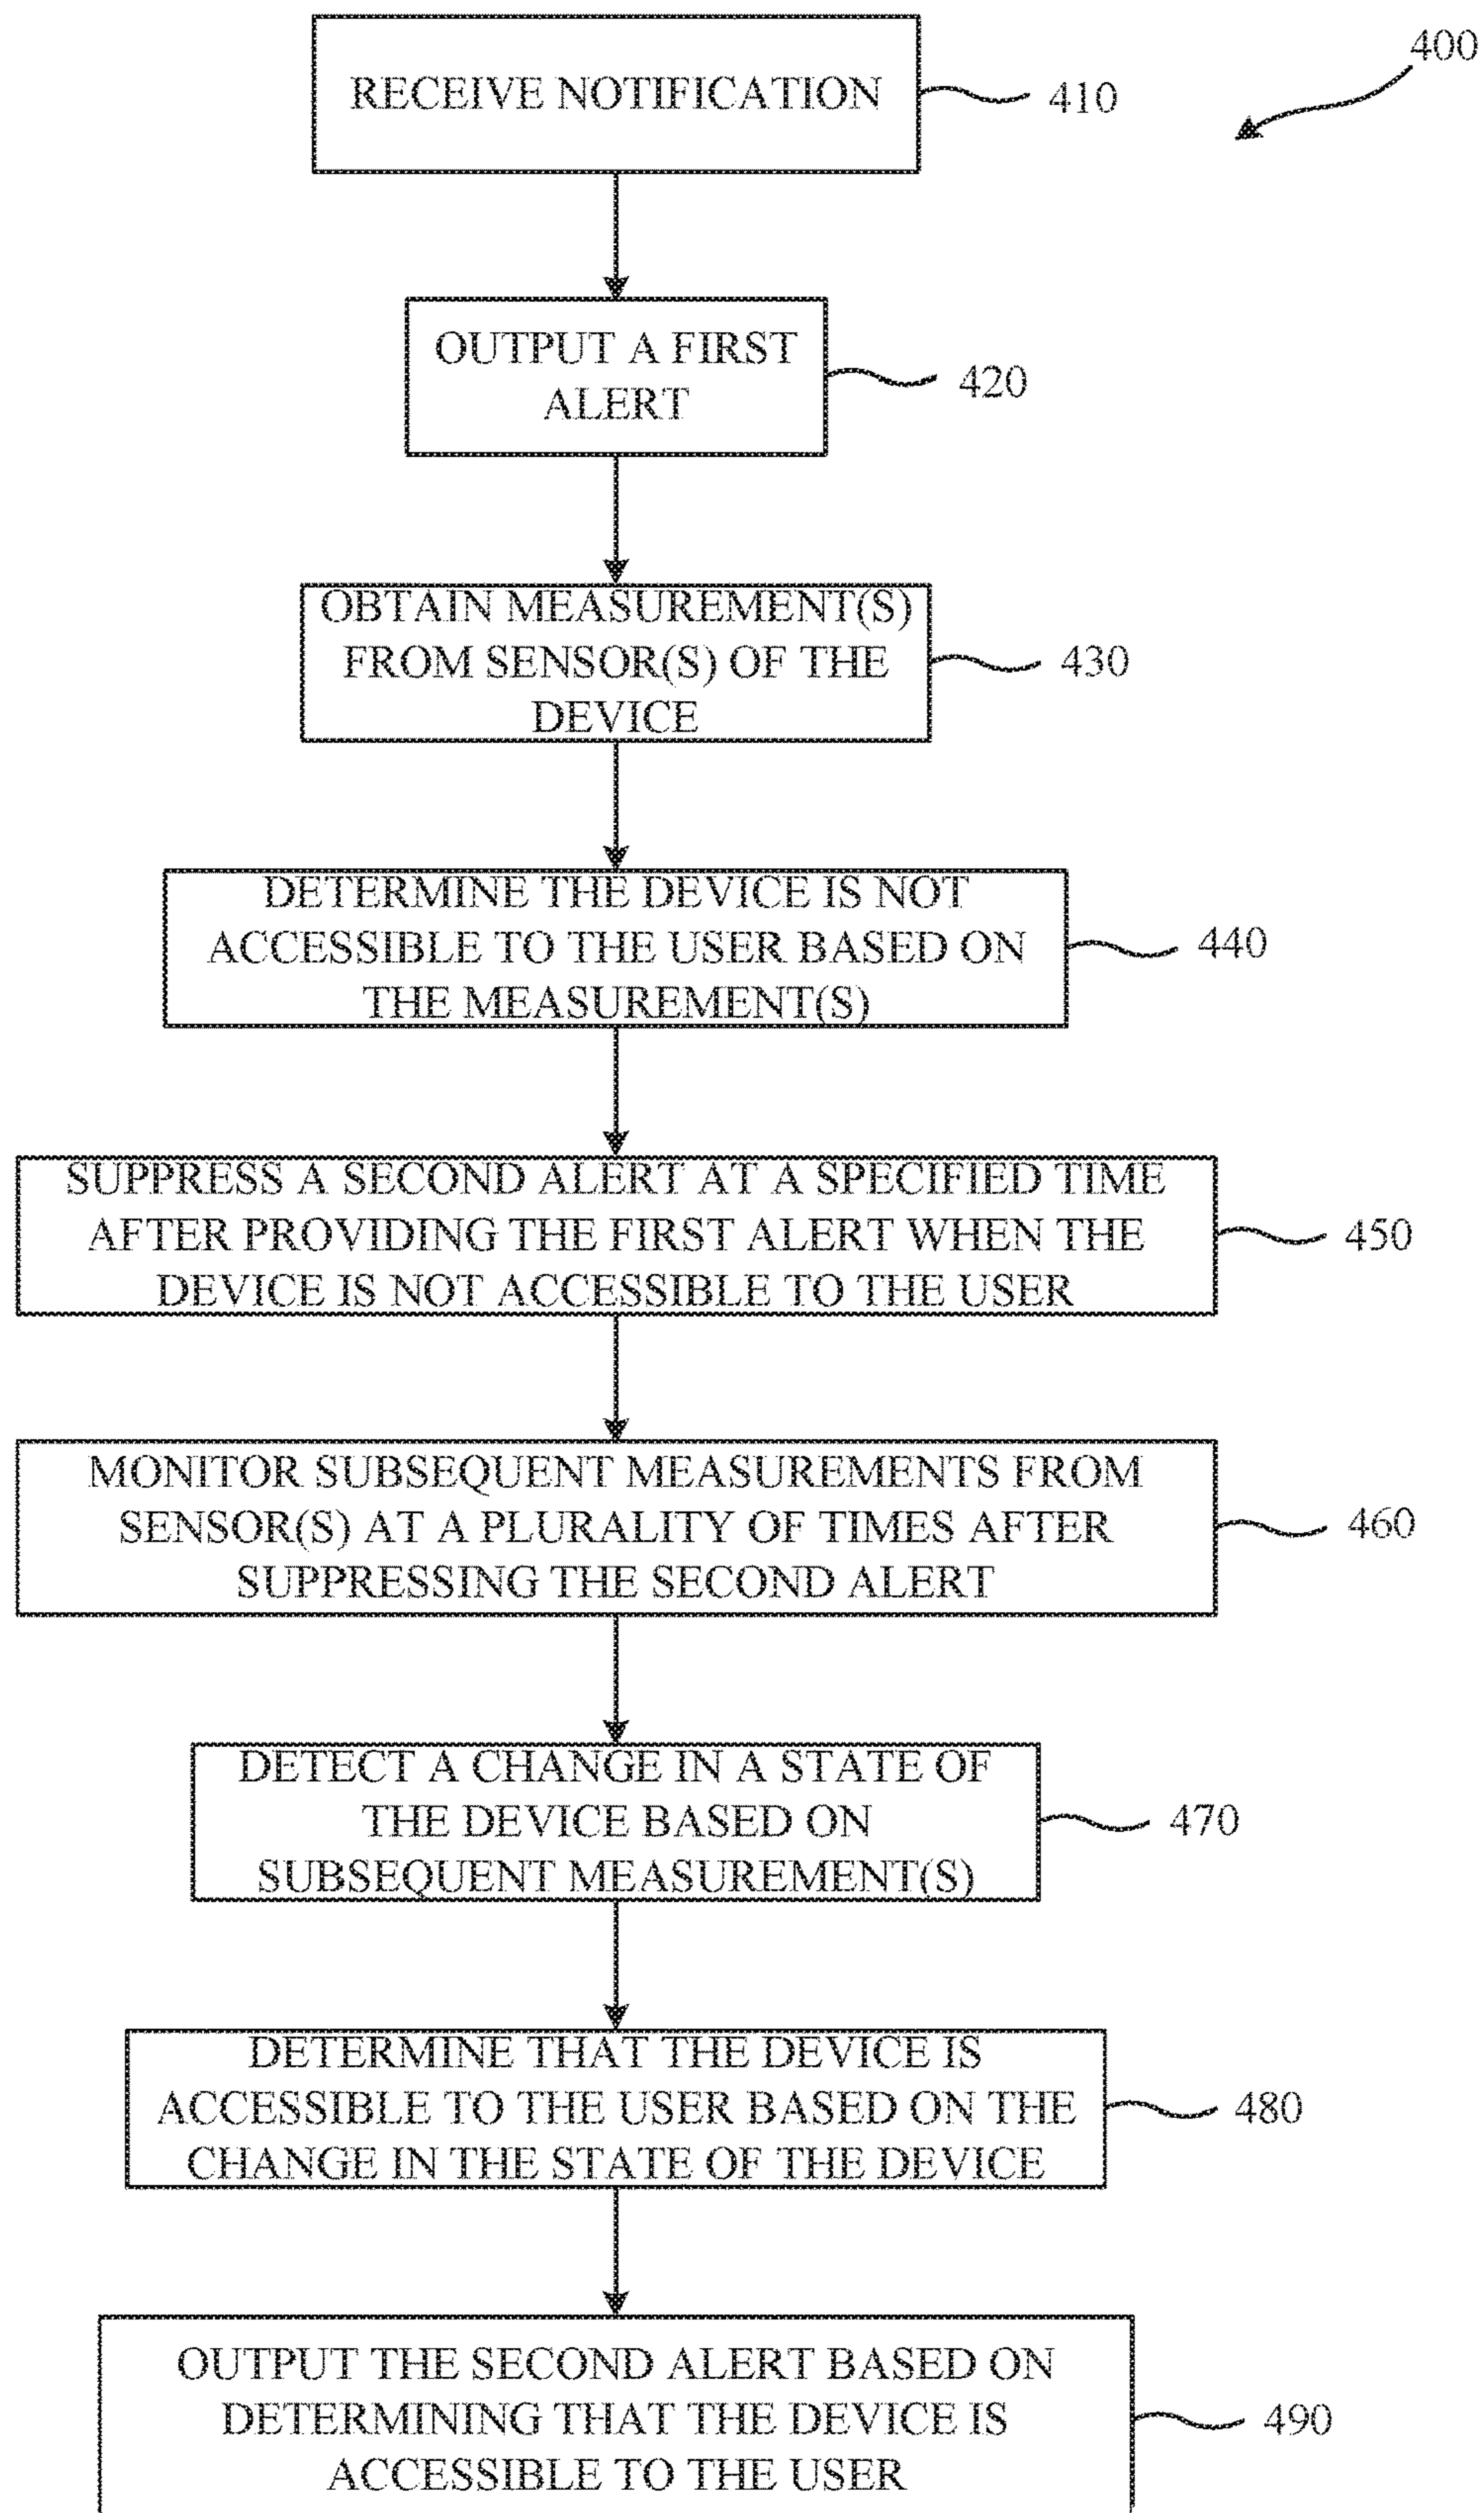 400
RECEIVE NOTIFICATION
410
OUTPUT A FIRST
ALERT
420
OBTAIN MEASUREMENT(S)
FROM SENSOR(S) OF THE
DEVICE
430
DETERMINE THE DEVICE IS NOT
ACCESSIBLE TO THE USER BASED ON
THE MEASUREMENT(S)
440
SUPPRESS A SECOND ALERT AT A SPECIFIED TIME
AFTER PROVIDING THE FIRST ALERT WHEN THE
DEVICE IS NOT ACCESSIBLE TO THE USER
450
MONITOR SUBSEQUENT MEASUREMENTS FROM
SENSOR(S) AT A PLURALITY OF TIMES AFTER
SUPPRESSING THE SECOND ALERT
460
DETECT A CHANGE IN A STATE OF
THE DEVICE BASED ON
SUBSEQUENT MEASUREMENT(S)
470
DETERMINE THAT THE DEVICE IS
ACCESSIBLE TO THE USER BASED ON THE
CHANGE IN THE STATE OF THE DEVICE
480
OUTPUT THE SECOND ALERT BASED ON
DETERMINING THAT THE DEVICE IS
ACCESSIBLE TO THE USER
490